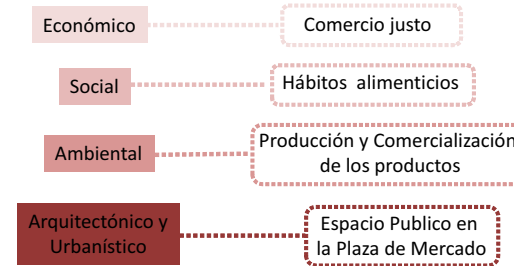 Económico
Comercio justo
Social
Hábitos alimenticios
Ambiental
Producción y Comercialización
de los productos
Arquitectónico y
Urbanístico
Espacio Publico en
la Plaza de Mercado